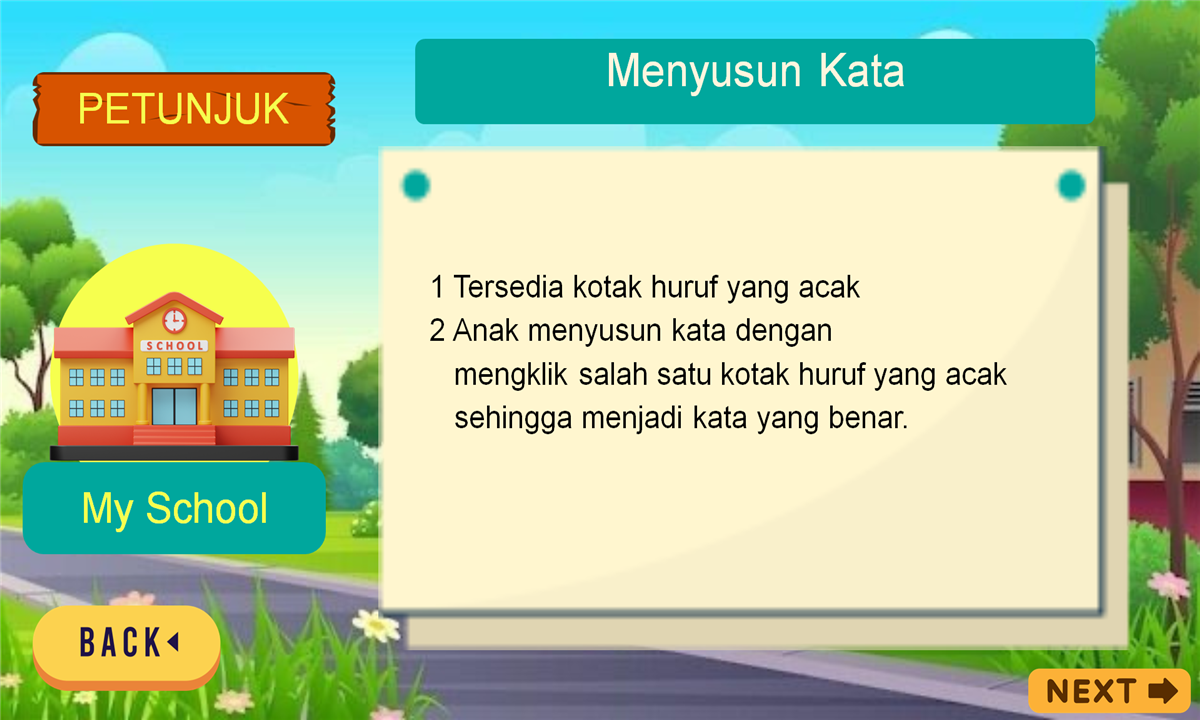 PETUNJUK
Menyusun Kata
1 Tersedia kotak huruf yang acak
2 Anak menyusun kata dengan
mengklik salah satu kotak huruf yang acak
sehingga menjadi kata yang benar.
SCHOOL
My School
BACK
NEXT